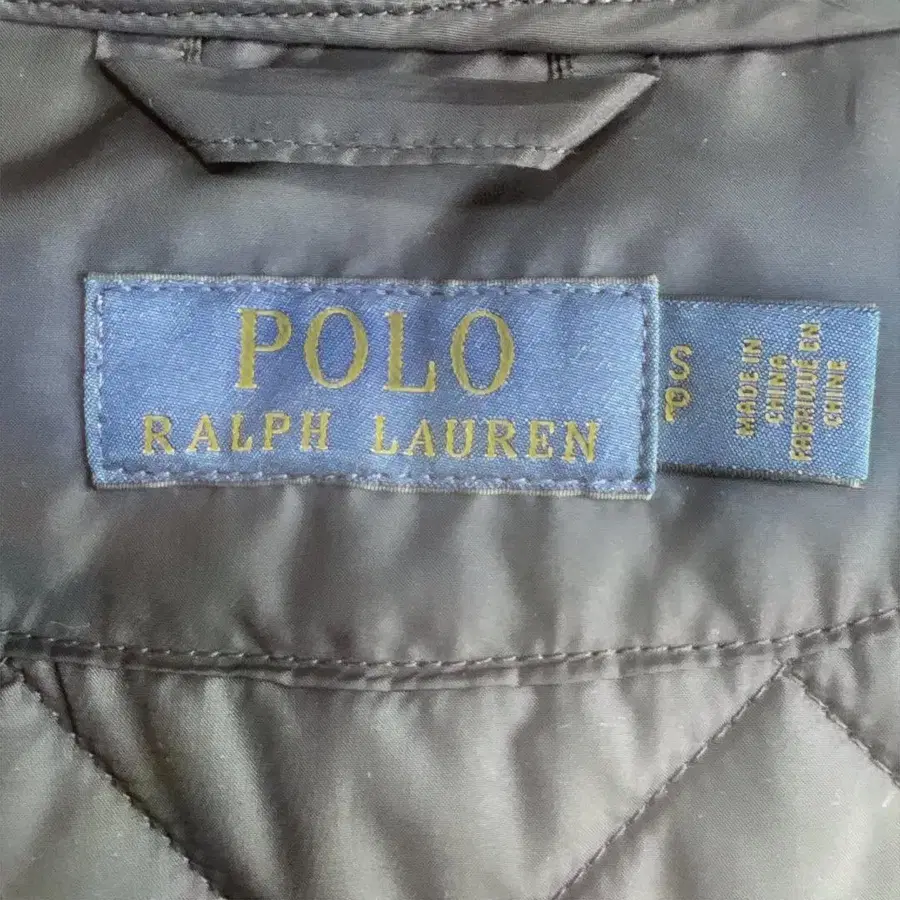 POLO
RALPH LAUREN
S
P
MADE IN
CHINA
FABRIQUÉ EN
CHINE